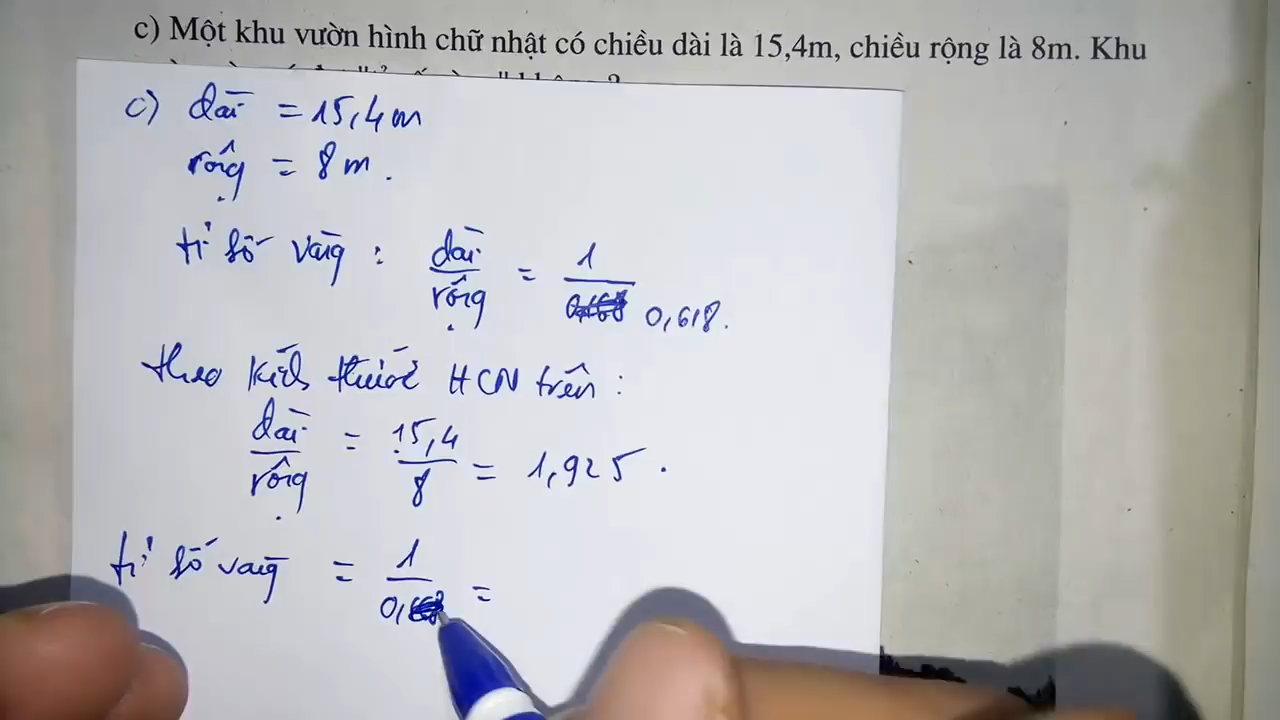 c) Một khu vườn hình chữ nhật có chiều dài là 15,4m, chiều rộng là 8m. Khu
c) dài = 15,4m
rộng = 8m.
tỉ số vàng : dài/rộng = 1/0,618.
theo kích thước HCN trên:
dài/rộng = 15,4/8 = 1,925.
tỉ số vàng = 1/0, =